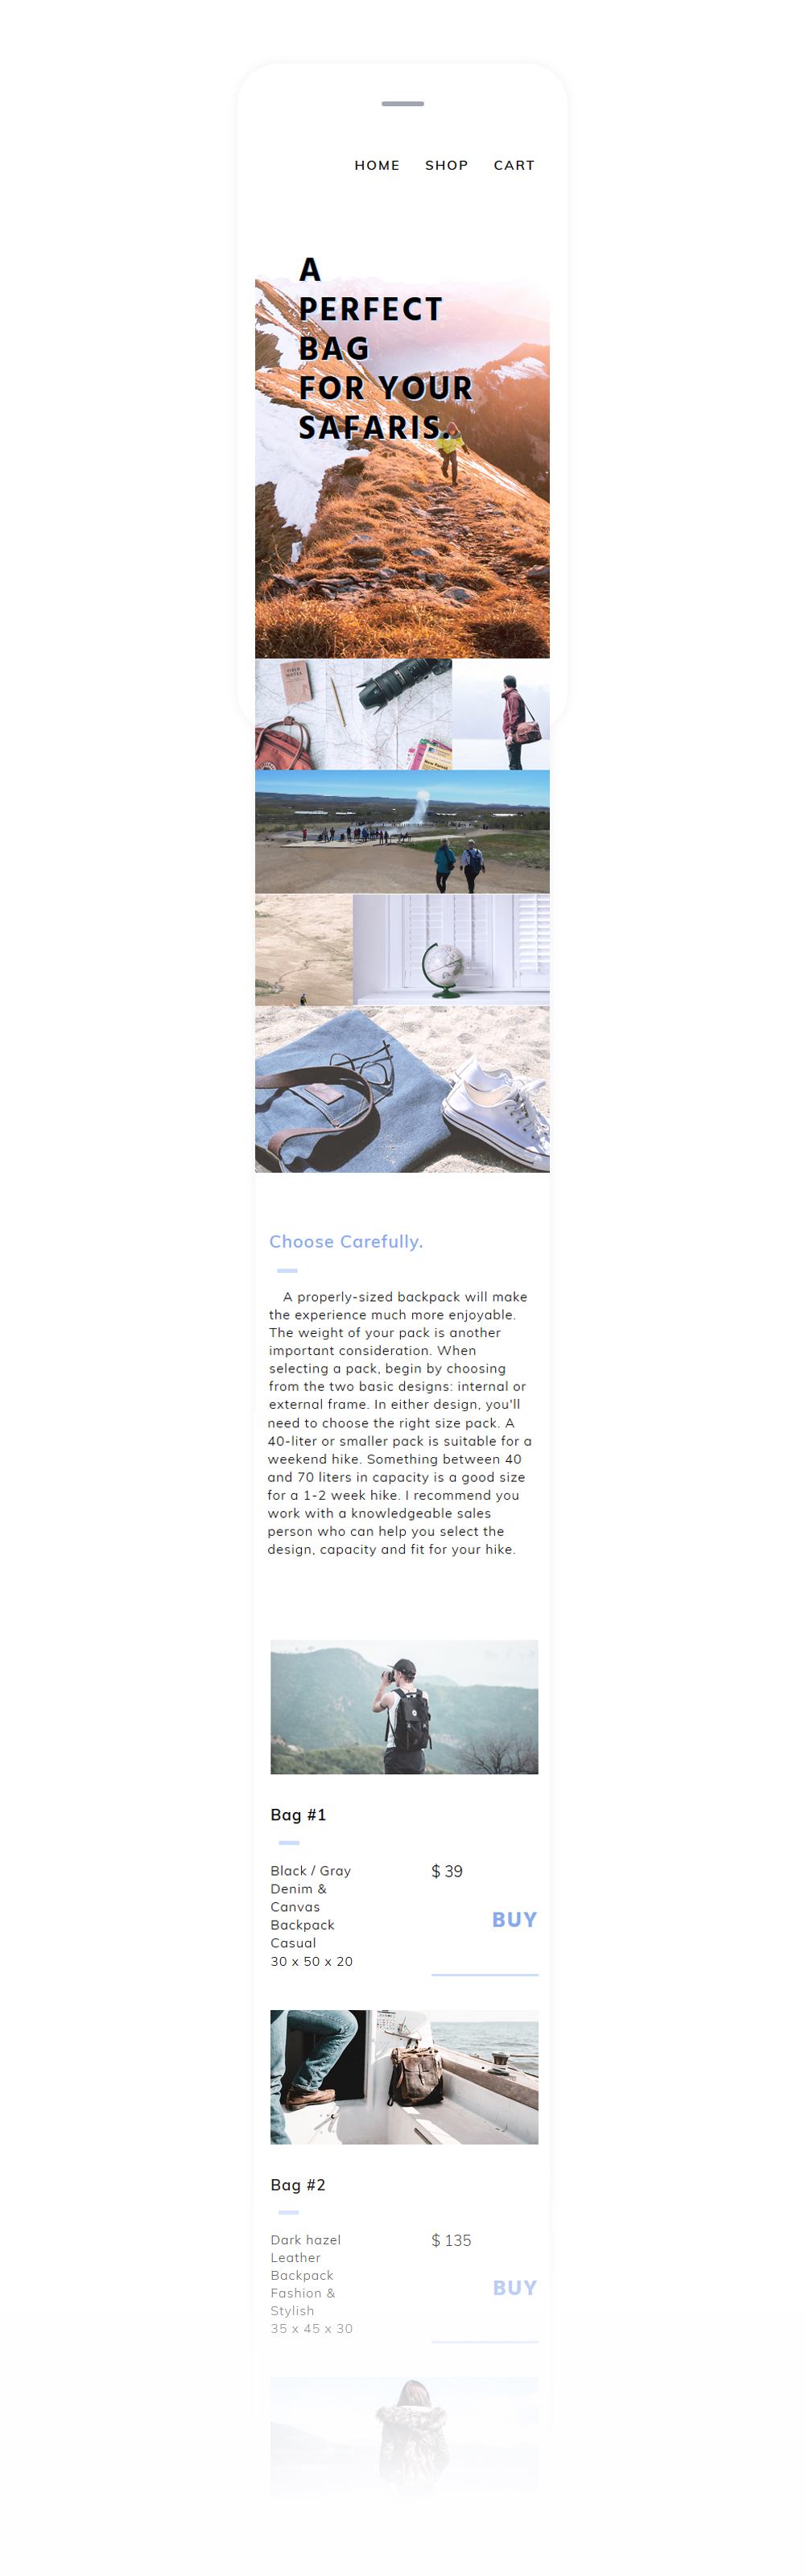 HOME SHOP CART
A
PERFECT
BAG
FOR YOUR
SAFARIS.
FIELD
NOTES
Choose Carefully.
A properly-sized backpack will make
the experience much more enjoyable.
The weight of your pack is another
important consideration. When
selecting a pack, begin by choosing
from the two basic designs: internal or
external frame. In either design, you'll
need to choose the right size pack. A
40-liter or smaller pack is suitable for a
weekend hike. Something between 40
and 70 liters in capacity is a good size
for a 1-2 week hike. I recommend you
work with a knowledgeable sales
person who can help you select the
design, capacity and fit for your hike.
Bag #1
Black / Gray
Denim &
Canvas
Backpack
Casual
30 x 50 x 20
$ 39
BUY
Bag #2
Dark hazel
Leather
Backpack
Fashion &
Stylish
35 x 45 x 30
$ 135
BUY